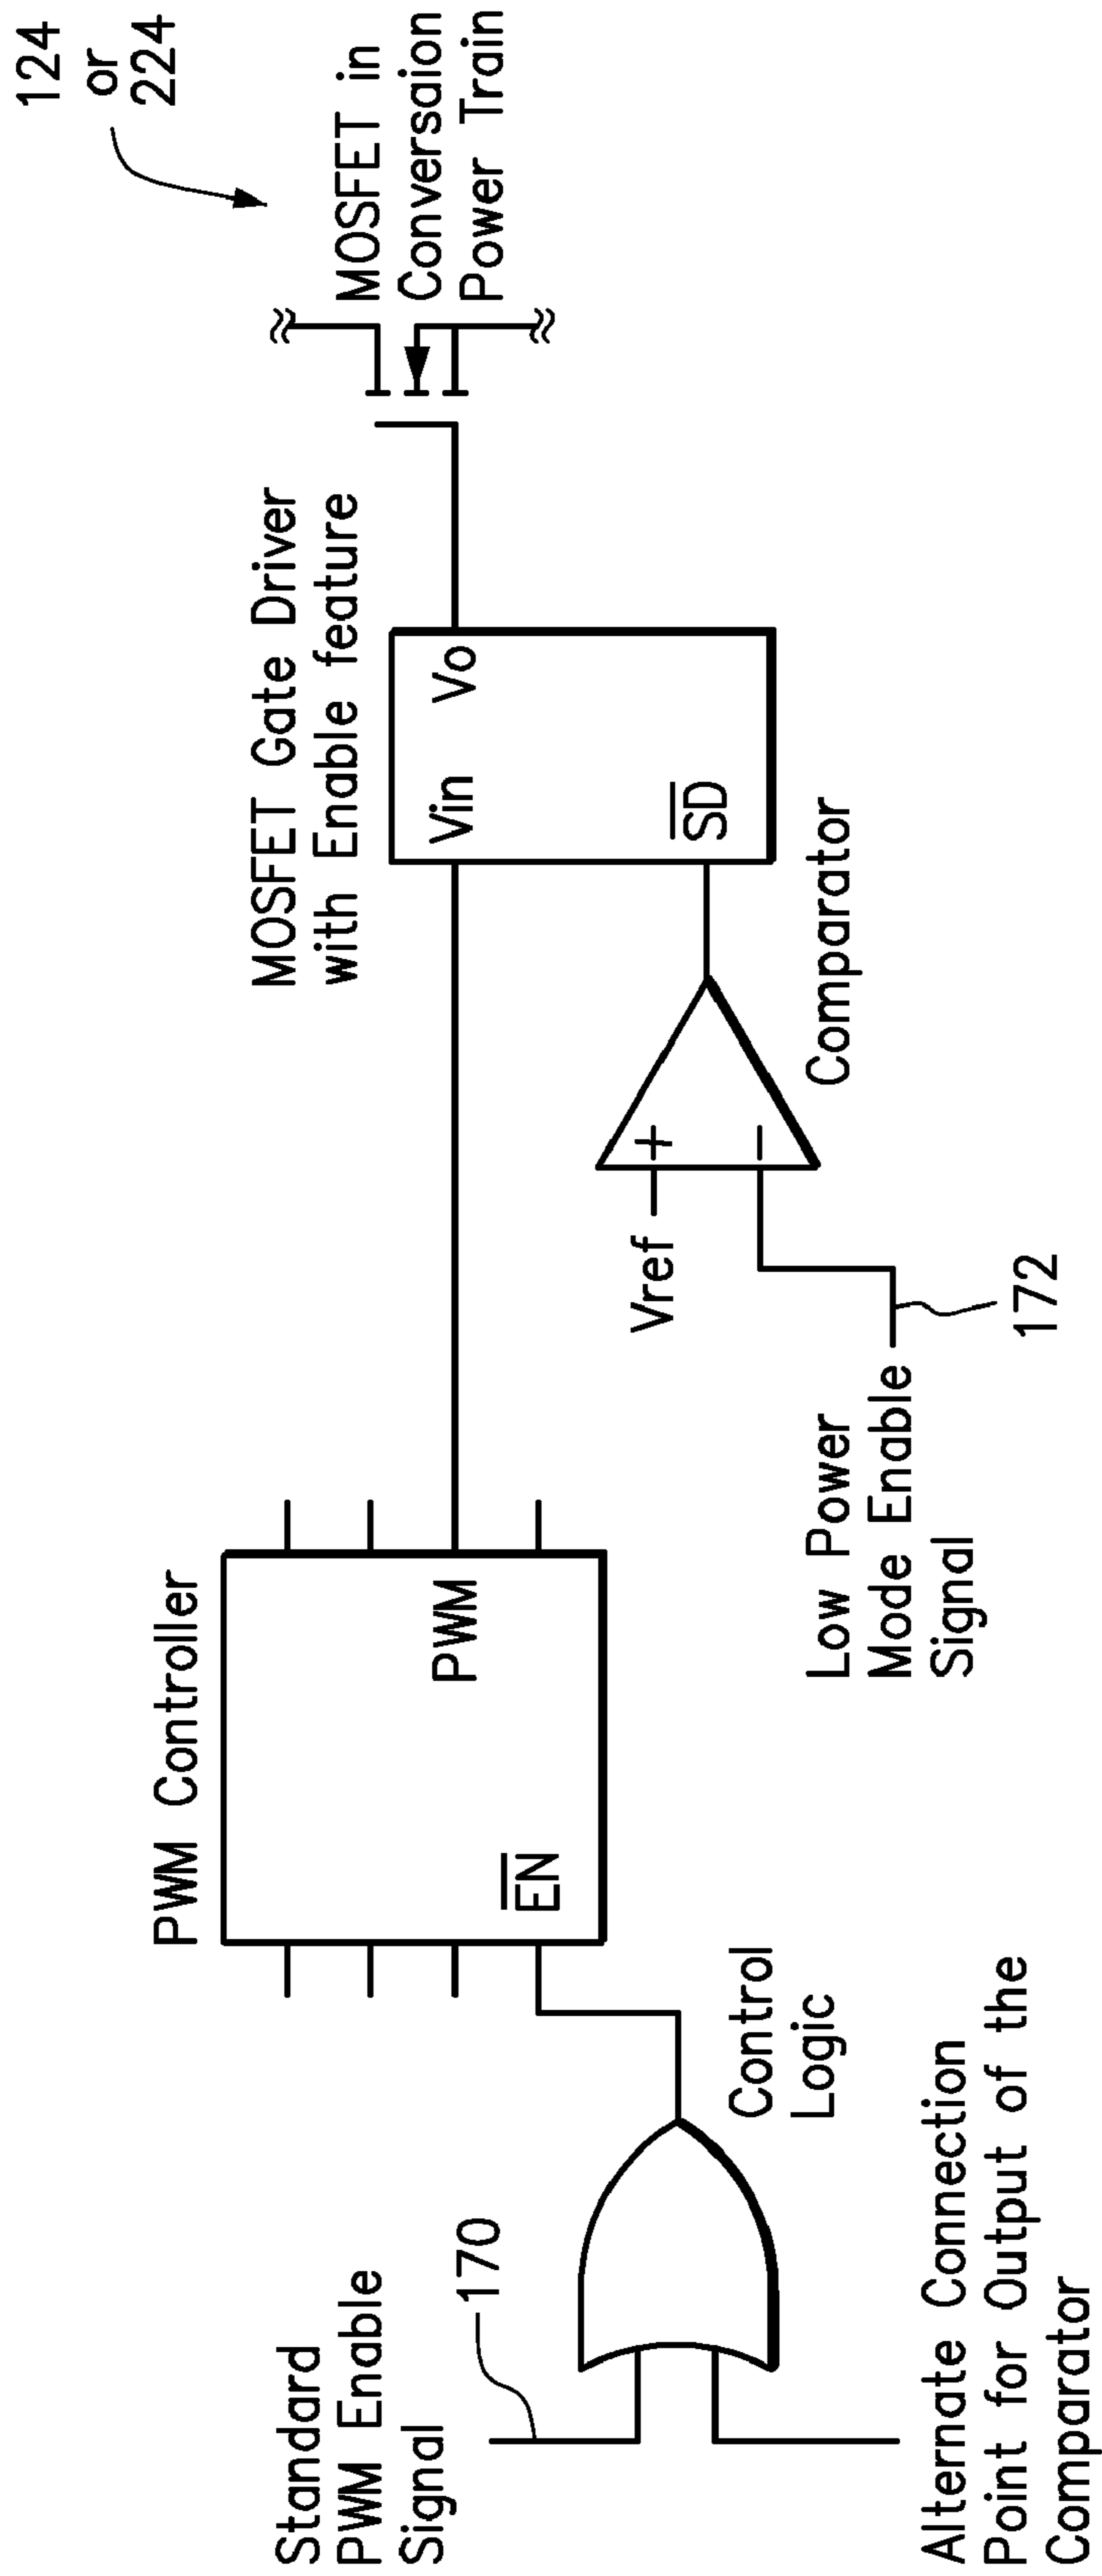 124
or
224
MOSFET in
Conversaion
Power Train
MOSFET Gate Driver
with Enable feature
Vin
Vo
SD
PWM Controller
PWM
EN
Vref
+
−
Comparator
Low Power
Mode Enable
Signal
172
Standard
PWM Enable
Signal
170
Control
Logic
Alternate Connection
Point for Output of the
Comparator